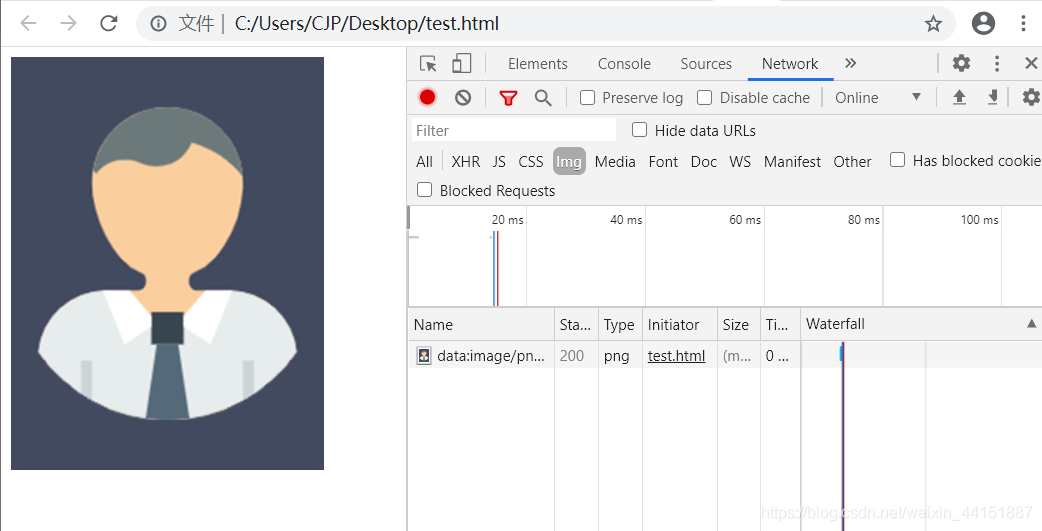 文件 | C:/Users/CJP/Desktop/test.html
Elements Console Sources Network
Preserve log Disable cache Online
Filter Hide data URLs
All XHR JS CSS Img Media Font Doc WS Manifest Other Has blocked cookie
Blocked Requests
20 ms 40 ms 60 ms 80 ms 100 ms
Name Sta... Type Initiator Size Ti... Waterfall
data:image/pn... 200 png test.html (m... 0 ...
https://blog.csdn.net/weixin_44151887